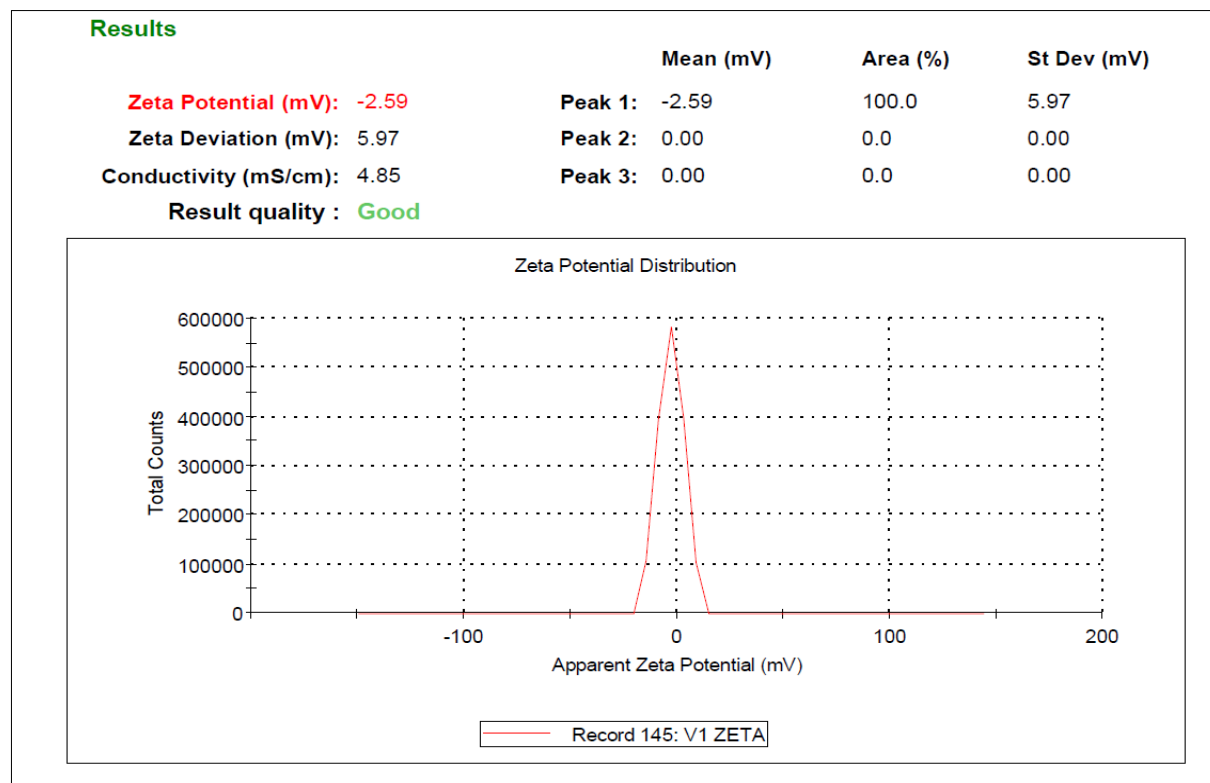 Results
Mean (mV) Area (%) St Dev (mV)
Zeta Potential (mV): -2.59 Peak 1: -2.59 100.0 5.97
Zeta Deviation (mV): 5.97 Peak 2: 0.00 0.0 0.00
Conductivity (mS/cm): 4.85 Peak 3: 0.00 0.0 0.00
Result quality : Good
Zeta Potential Distribution
600000
500000
400000
300000
200000
100000
0
Total Counts
-100 0 100 200
Apparent Zeta Potential (mV)
Record 145: V1 ZETA